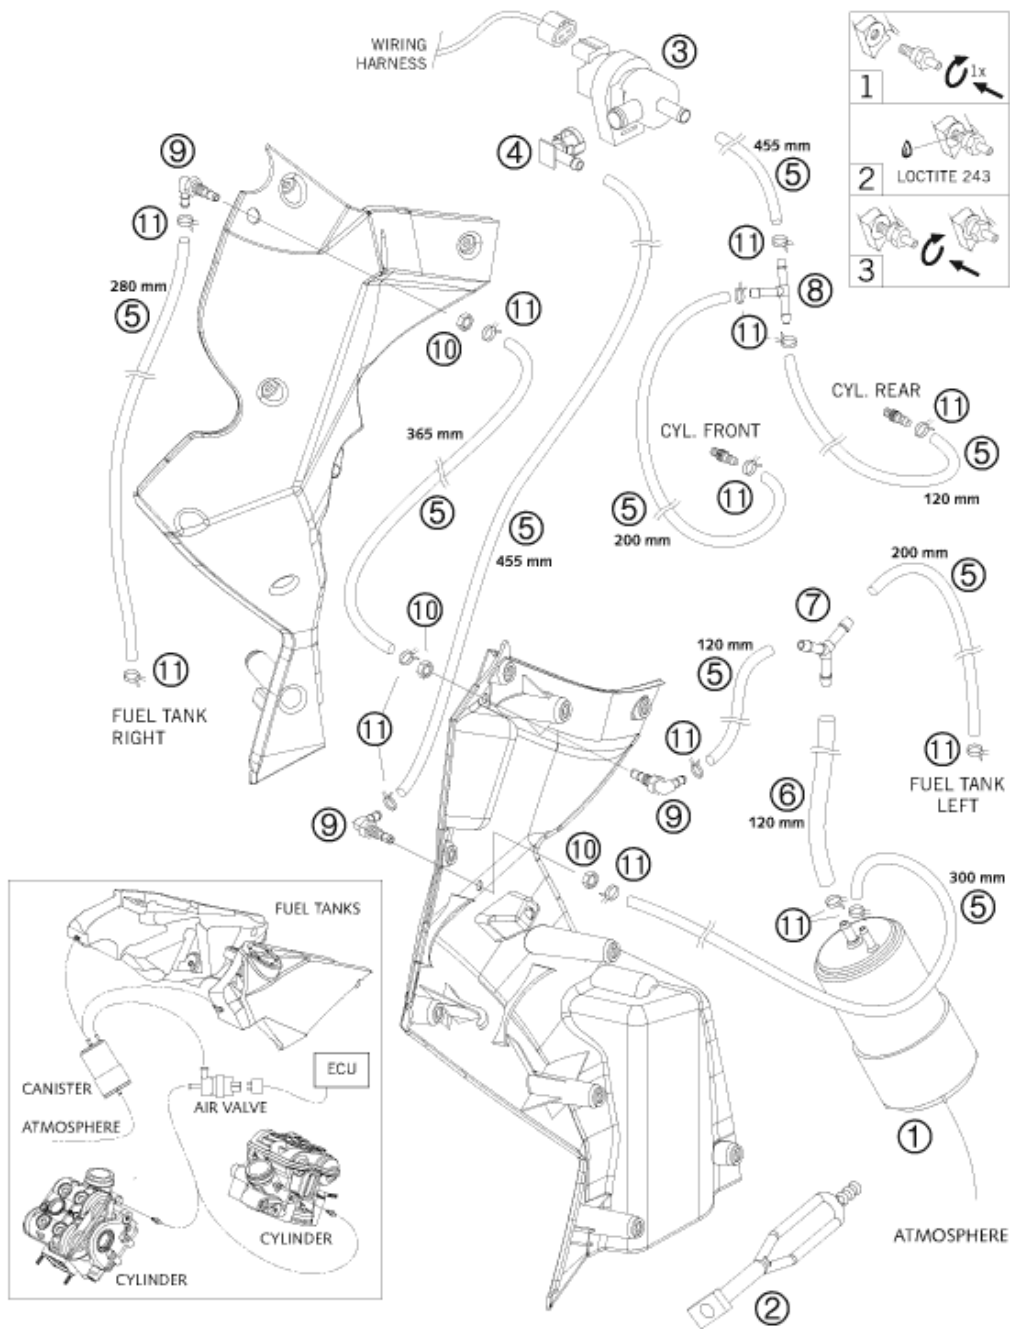 WIRING
HARNESS
3
1
1x
4
455 mm
5
2
LOCTITE 243
9
11
11
3
8
280 mm
5
11
10
11
CYL. REAR
11
CYL. FRONT
365 mm
5
11
5
120 mm
5
5
200 mm
455 mm
200 mm
5
7
10
120 mm
5
11
FUEL TANK
RIGHT
11
11
11
FUEL TANK
LEFT
6
120 mm
9
9
10
11
300 mm
5
11
FUEL TANKS
ECU
CANISTER
AIR VALVE
ATMOSPHERE
1
CYLINDER
CYLINDER
ATMOSPHERE
2